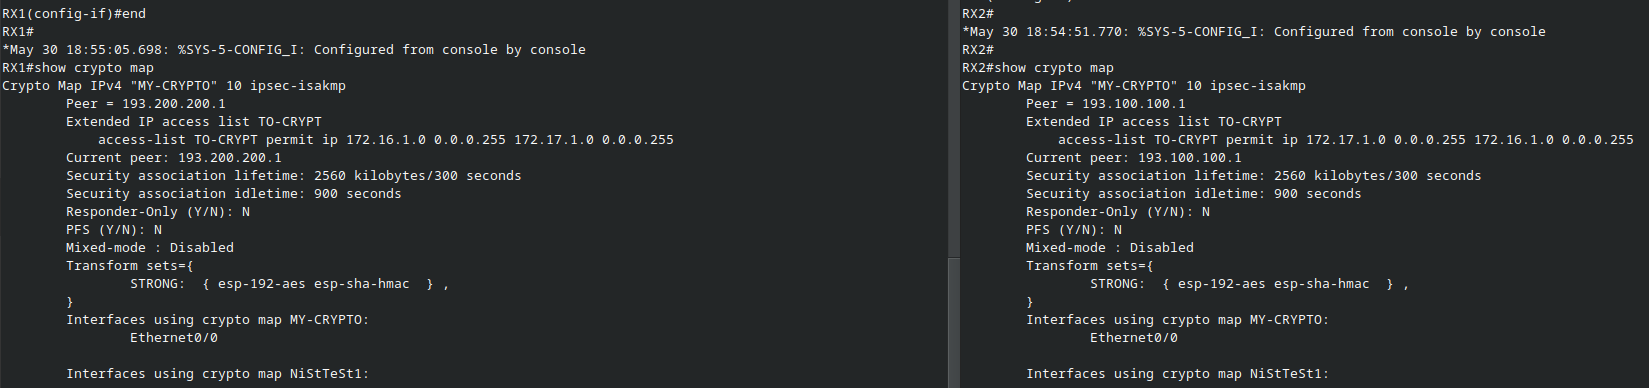 RX1(config-if)#end
RX1#
*May 30 18:55:05.698: %SYS-5-CONFIG_I: Configured from console by console
RX1#show crypto map
Crypto Map IPv4 "MY-CRYPTO" 10 ipsec-isakmp
        Peer = 193.200.200.1
        Extended IP access list TO-CRYPT
            access-list TO-CRYPT permit ip 172.16.1.0 0.0.0.255 172.17.1.0 0.0.0.255
        Current peer: 193.200.200.1
        Security association lifetime: 2560 kilobytes/300 seconds
        Security association idletime: 900 seconds
        Responder-Only (Y/N): N
        PFS (Y/N): N
        Mixed-mode : Disabled
        Transform sets={
                STRONG:  { esp-192-aes esp-sha-hmac  } ,
        }
        Interfaces using crypto map MY-CRYPTO:
                Ethernet0/0
        Interfaces using crypto map NiStTeSt1:
RX2#
*May 30 18:54:51.770: %SYS-5-CONFIG_I: Configured from console by console
RX2#
RX2#show crypto map
Crypto Map IPv4 "MY-CRYPTO" 10 ipsec-isakmp
        Peer = 193.100.100.1
        Extended IP access list TO-CRYPT
            access-list TO-CRYPT permit ip 172.17.1.0 0.0.0.255 172.16.1.0 0.0.0.255
        Current peer: 193.100.100.1
        Security association lifetime: 2560 kilobytes/300 seconds
        Security association idletime: 900 seconds
        Responder-Only (Y/N): N
        PFS (Y/N): N
        Mixed-mode : Disabled
        Transform sets={
                STRONG:  { esp-192-aes esp-sha-hmac  } ,
        }
        Interfaces using crypto map MY-CRYPTO:
                Ethernet0/0
        Interfaces using crypto map NiStTeSt1: